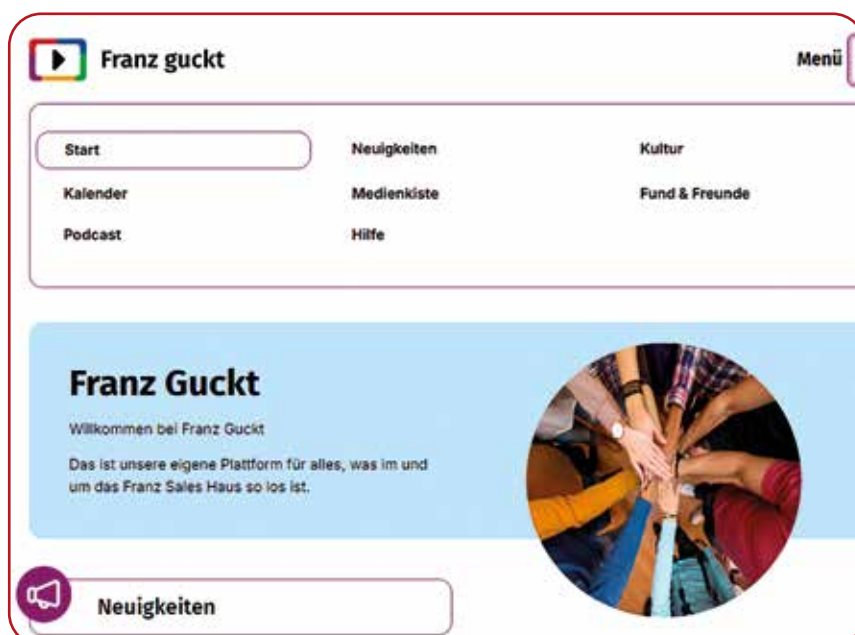 Franz guckt
Menü
Start
Neuigkeiten
Kultur
Kalender
Medienkiste
Fund & Freunde
Podcast
Hilfe
Franz Guckt
Willkommen bei Franz Guckt
Das ist unsere eigene Plattform für alles, was im und
um das Franz Sales Haus so los ist.
Neuigkeiten